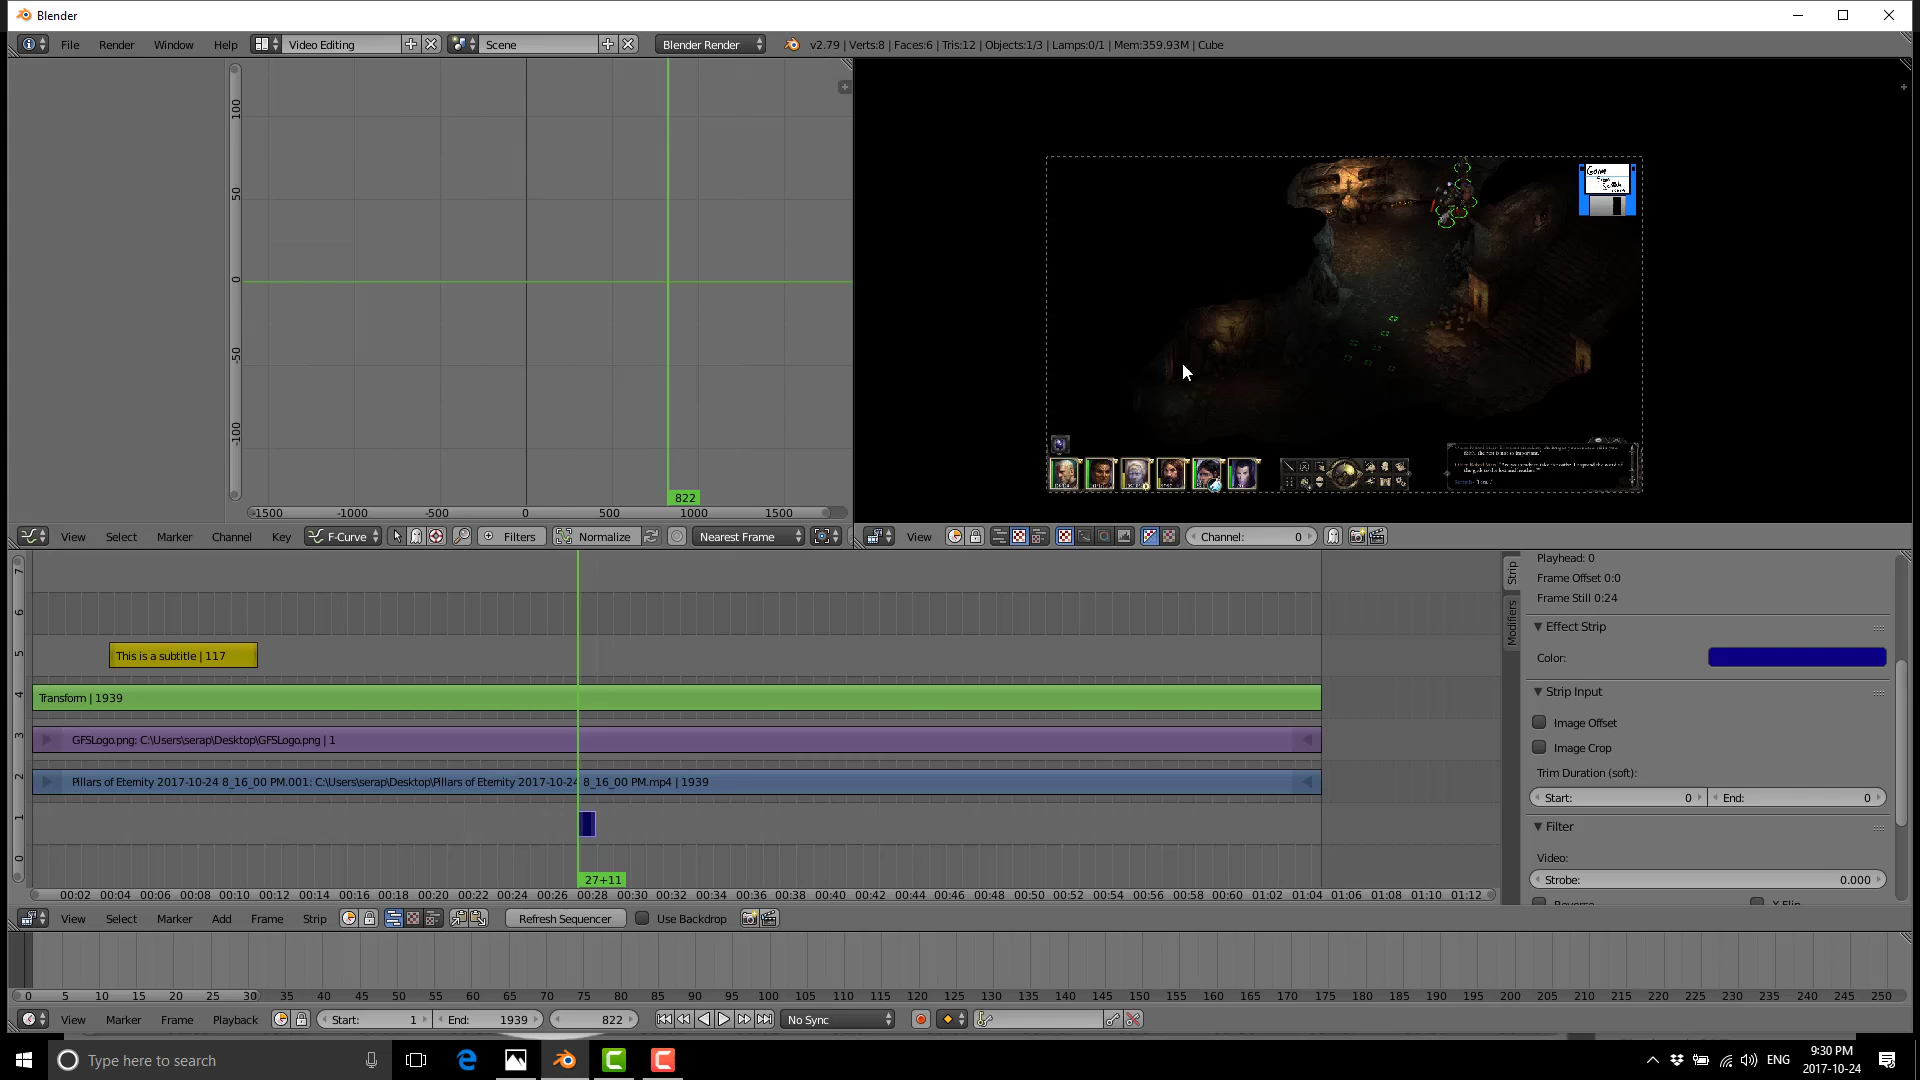 Blender
File Render Window Help Video Editing Scene Blender Render v2.79 | Verts:8 | Faces:6 | Tris:12 | Objects:1/3 | Lamps:0/1 | Mem:359.93M | Cube
100
50
0
-50
-100
822
-1500 -1000 -500 0 500 1000 1500
Game
From
View Select Marker Channel Key F-Curve Filters Normalize Nearest Frame
View Channel: 0
7
6
5
4
3
2
1
0
This is a subtitle | 117
Transform | 1939
GFSLogo.png: C:\Users\serap\Desktop\GFSLogo.png | 1
Pillars of Eternity 2017-10-24 8_16_00 PM.001: C:\Users\serap\Desktop\Pillars of Eternity 2017-10-24 8_16_00 PM.mp4 | 1939
27+11
00:02 00:04 00:06 00:08 00:10 00:12 00:14 00:16 00:18 00:20 00:22 00:24 00:26 00:28 00:30 00:32 00:34 00:36 00:38 00:40 00:42 00:44 00:46 00:48 00:50 00:52 00:54 00:56 00:58 01:00 01:02 01:04 01:06 01:08 01:10 01:12
Strip
Modifiers
Playhead: 0
Frame Offset 0:0
Frame Still 0:24
Effect Strip
Color:
Strip Input
Image Offset
Image Crop
Trim Duration (soft):
Start: 0 End: 0
Filter
Video:
Strobe: 0.000
Reverse X Flip
View Select Marker Add Frame Strip Refresh Sequencer Use Backdrop
0 5 10 15 20 25 30 35 40 45 50 55 60 65 70 75 80 85 90 95 100 105 110 115 120 125 130 135 140 145 150 155 160 165 170 175 180 185 190 195 200 205 210 215 220 225 230 235 240 245 250
View Marker Frame Playback Start: 1 End: 1939 822 No Sync
Type here to search
ENG
9:30 PM
2017-10-24